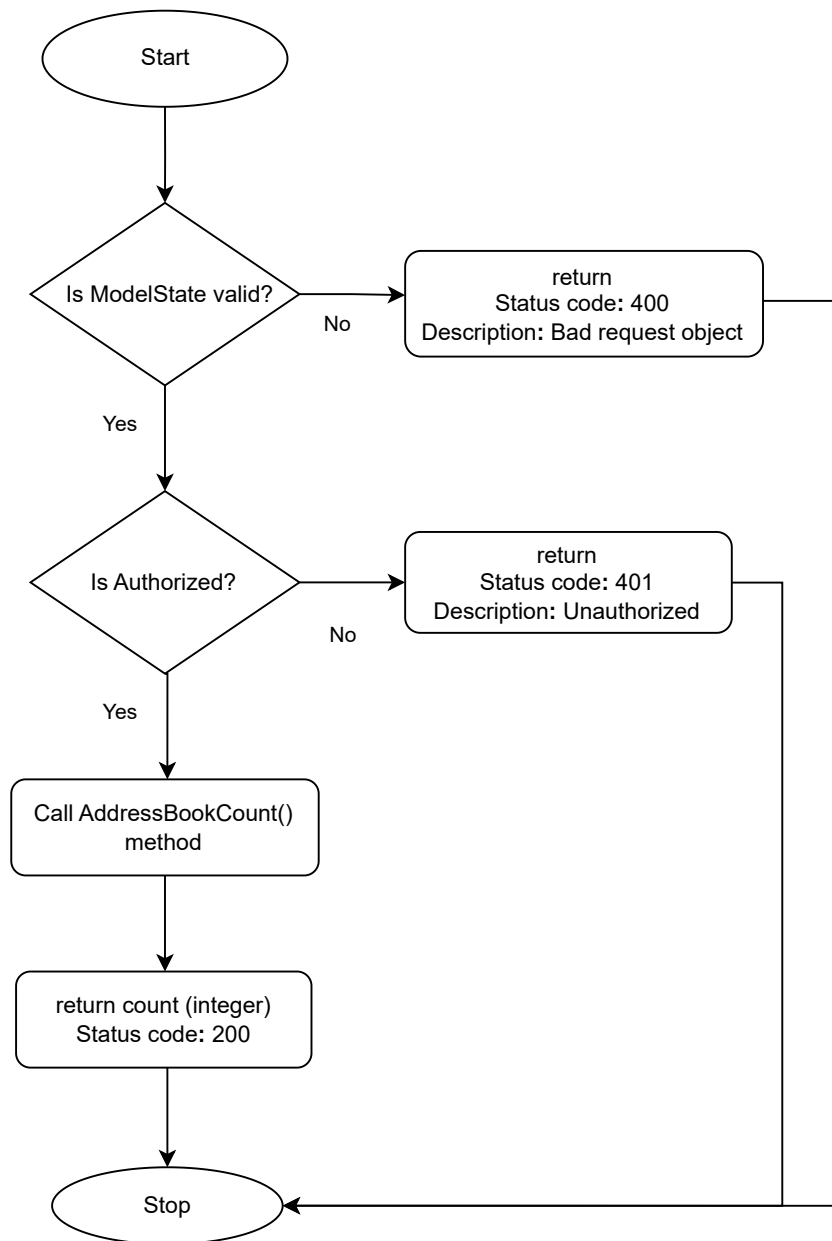 Start
Is ModelState valid?
No
return
Status code: 400
Description: Bad request object
Yes
Is Authorized?
No
return
Status code: 401
Description: Unauthorized
Yes
Call AddressBookCount()
method
return count (integer)
Status code: 200
Stop